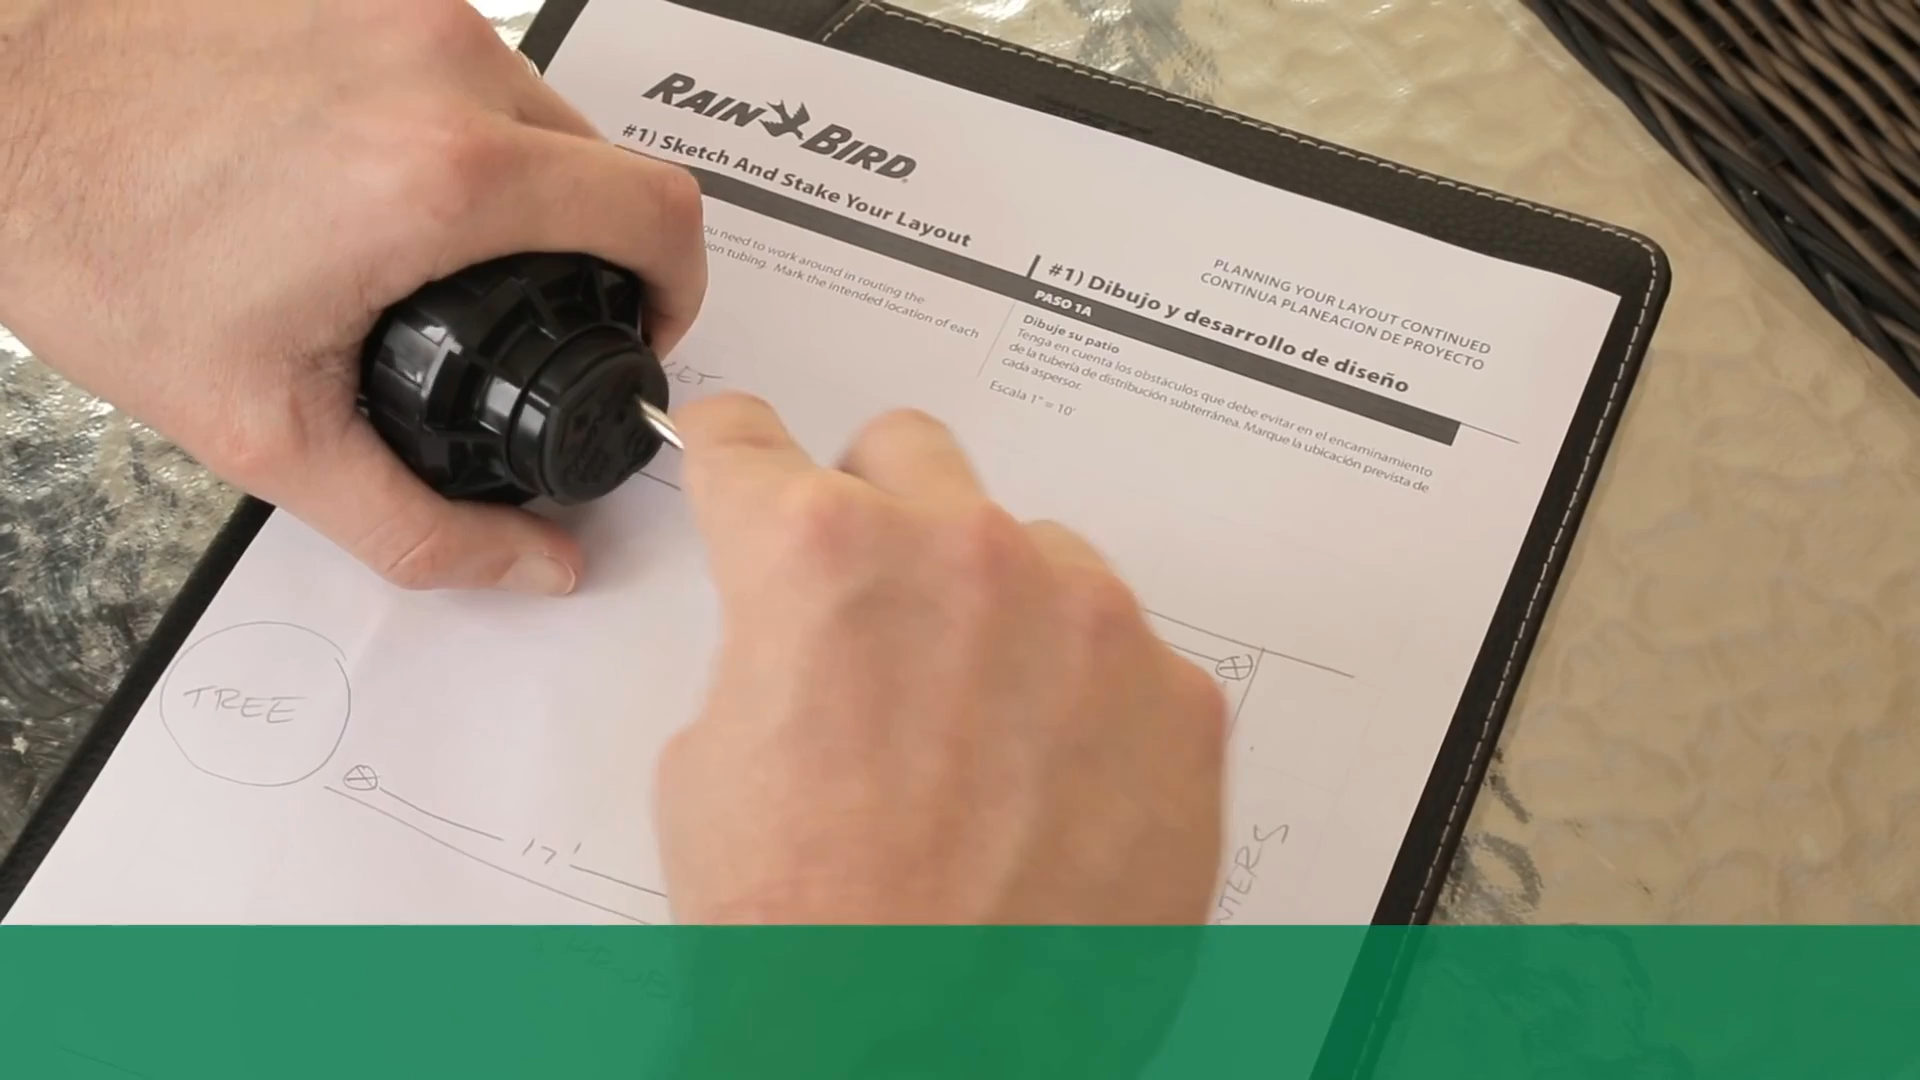 RAIN BIRD
#1) Sketch And Stake Your Layout
you need to work around in routing the
tubing. Mark the intended location of each
PLANNING YOUR LAYOUT CONTINUED
CONTINUA PLANEACION DE PROYECTO
#1) Dibujo y desarrollo de diseño
PASO 1A
Dibuje su patio
Tenga en cuenta los obstáculos que debe evitar en el encaminamiento
de la tubería de distribución subterránea. Marque la ubicación prevista de
cada aspersor.
Escala 1" = 10'
TREE
17'